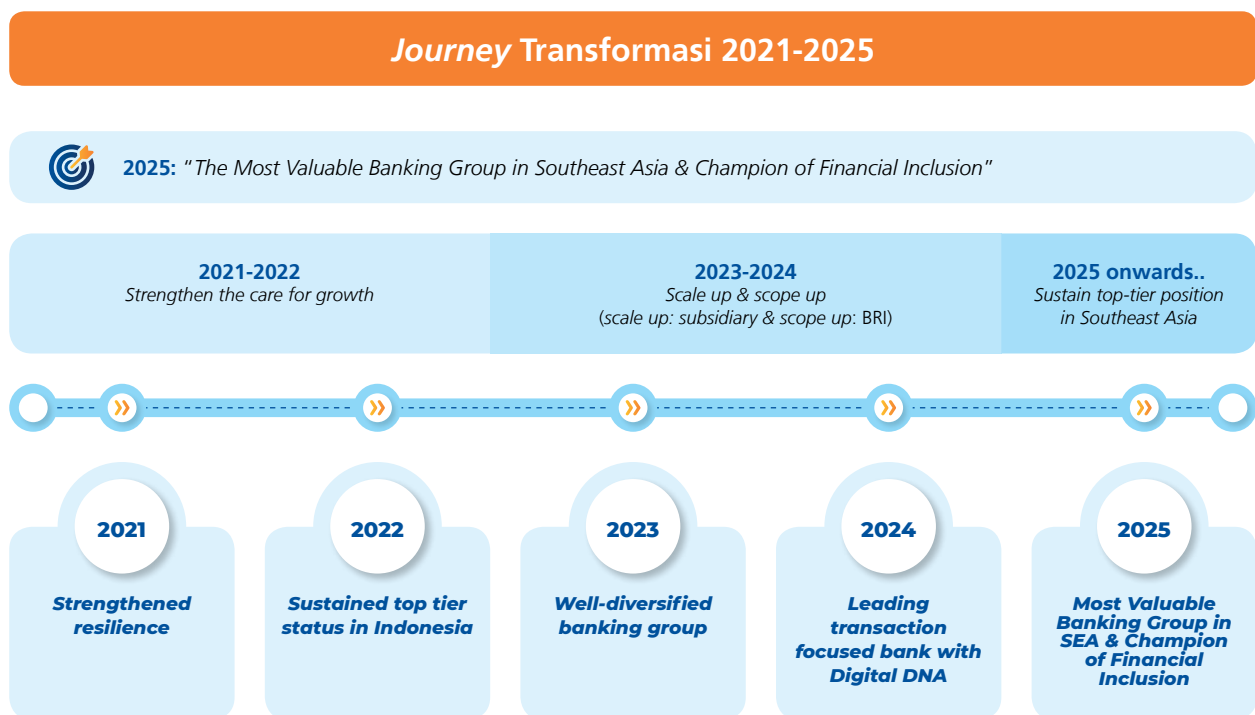 Journey Transformasi 2021-2025
2025: “The Most Valuable Banking Group in Southeast Asia & Champion of Financial Inclusion”
2021-2022
Strengthen the care for growth
2023-2024
Scale up & scope up
(scale up: subsidiary & scope up: BRI)
2025 onwards..
Sustain top-tier position
in Southeast Asia
2021
Strengthened
resilience
2022
Sustained top tier
status in Indonesia
2023
Well-diversified
banking group
2024
Leading
transaction
focused bank with
Digital DNA
2025
Most Valuable
Banking Group in
SEA & Champion
of Financial
Inclusion